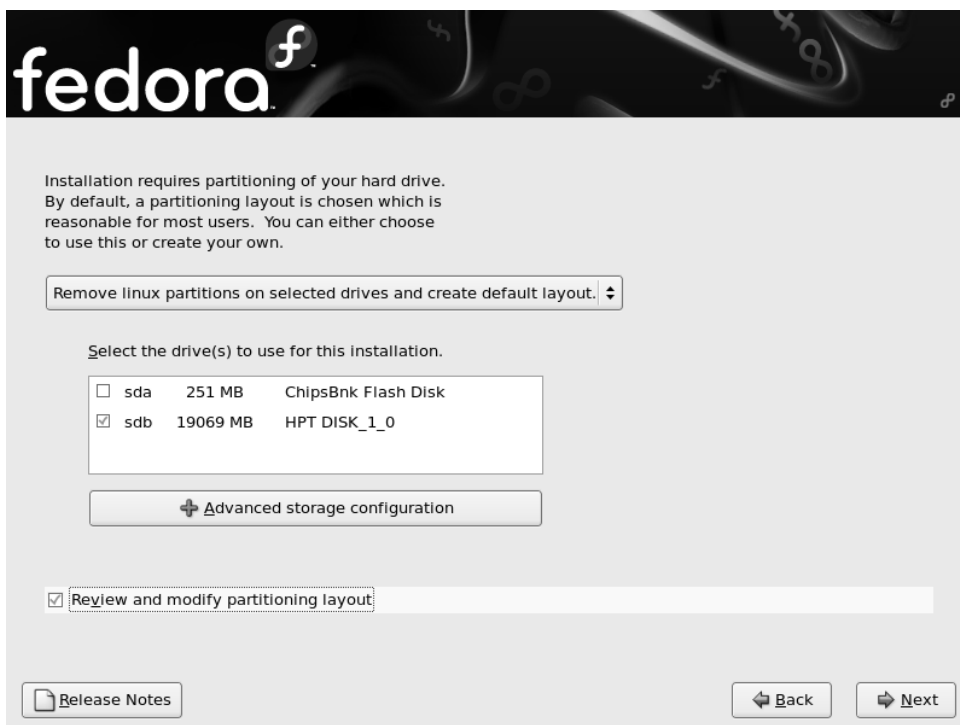 fedora
Installation requires partitioning of your hard drive.
By default, a partitioning layout is chosen which is
reasonable for most users. You can either choose
to use this or create your own.
Remove linux partitions on selected drives and create default layout.
Select the drive(s) to use for this installation.
sda 251 MB ChipsBnk Flash Disk
sdb 19069 MB HPT DISK_1_0
Advanced storage configuration
Review and modify partitioning layout
Release Notes
Back
Next